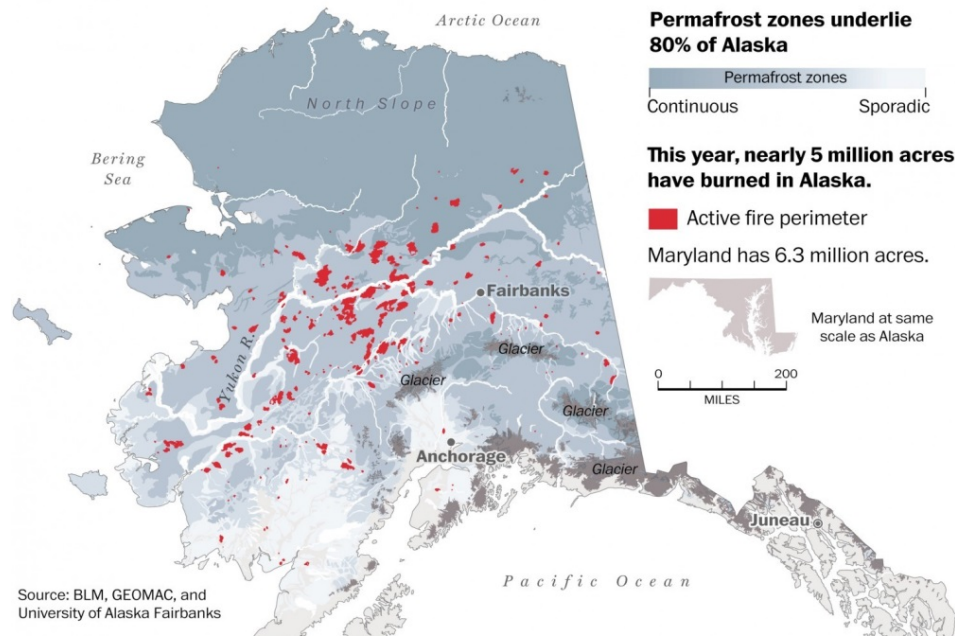 Arctic Ocean
North Slope
Bering
Sea
Yukon R.
Fairbanks
Glacier
Glacier
Glacier
Anchorage
Glacier
Juneau
Pacific Ocean
Permafrost zones underlie
80% of Alaska
Permafrost zones
Continuous
Sporadic
This year, nearly 5 million acres
have burned in Alaska.
Active fire perimeter
Maryland has 6.3 million acres.
Maryland at same
scale as Alaska
0
200
MILES
Source: BLM, GEOMAC, and
University of Alaska Fairbanks